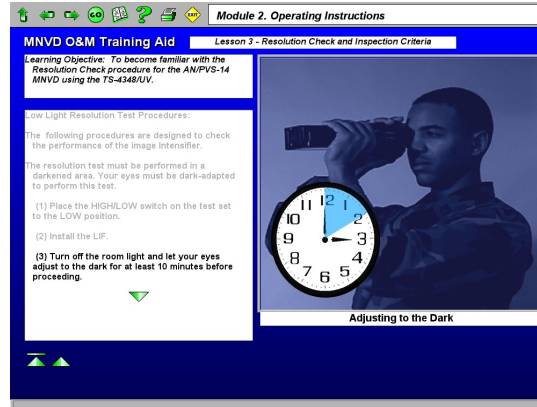 GO
EXIT
Module 2. Operating Instructions
MNVD O&M Training Aid
Lesson 3 - Resolution Check and Inspection Criteria
Learning Objective: To become familiar with the
Resolution Check procedure for the AN/PVS-14
MNVD using the TS-4348/UV.
Low Light Resolution Test Procedures:
The following procedures are designed to check
the performance of the image Intensifier.
The resolution test must be performed in a
darkened area. Your eyes must be dark-adapted
to perform this test.
(1) Place the HIGH/LOW switch on the test set
to the LOW position.
(2) Install the LIF.
(3) Turn off the room light and let your eyes
adjust to the dark for at least 10 minutes before
proceeding.
11 12 1
10 2
9 3
8 4
7 6 5
Adjusting to the Dark